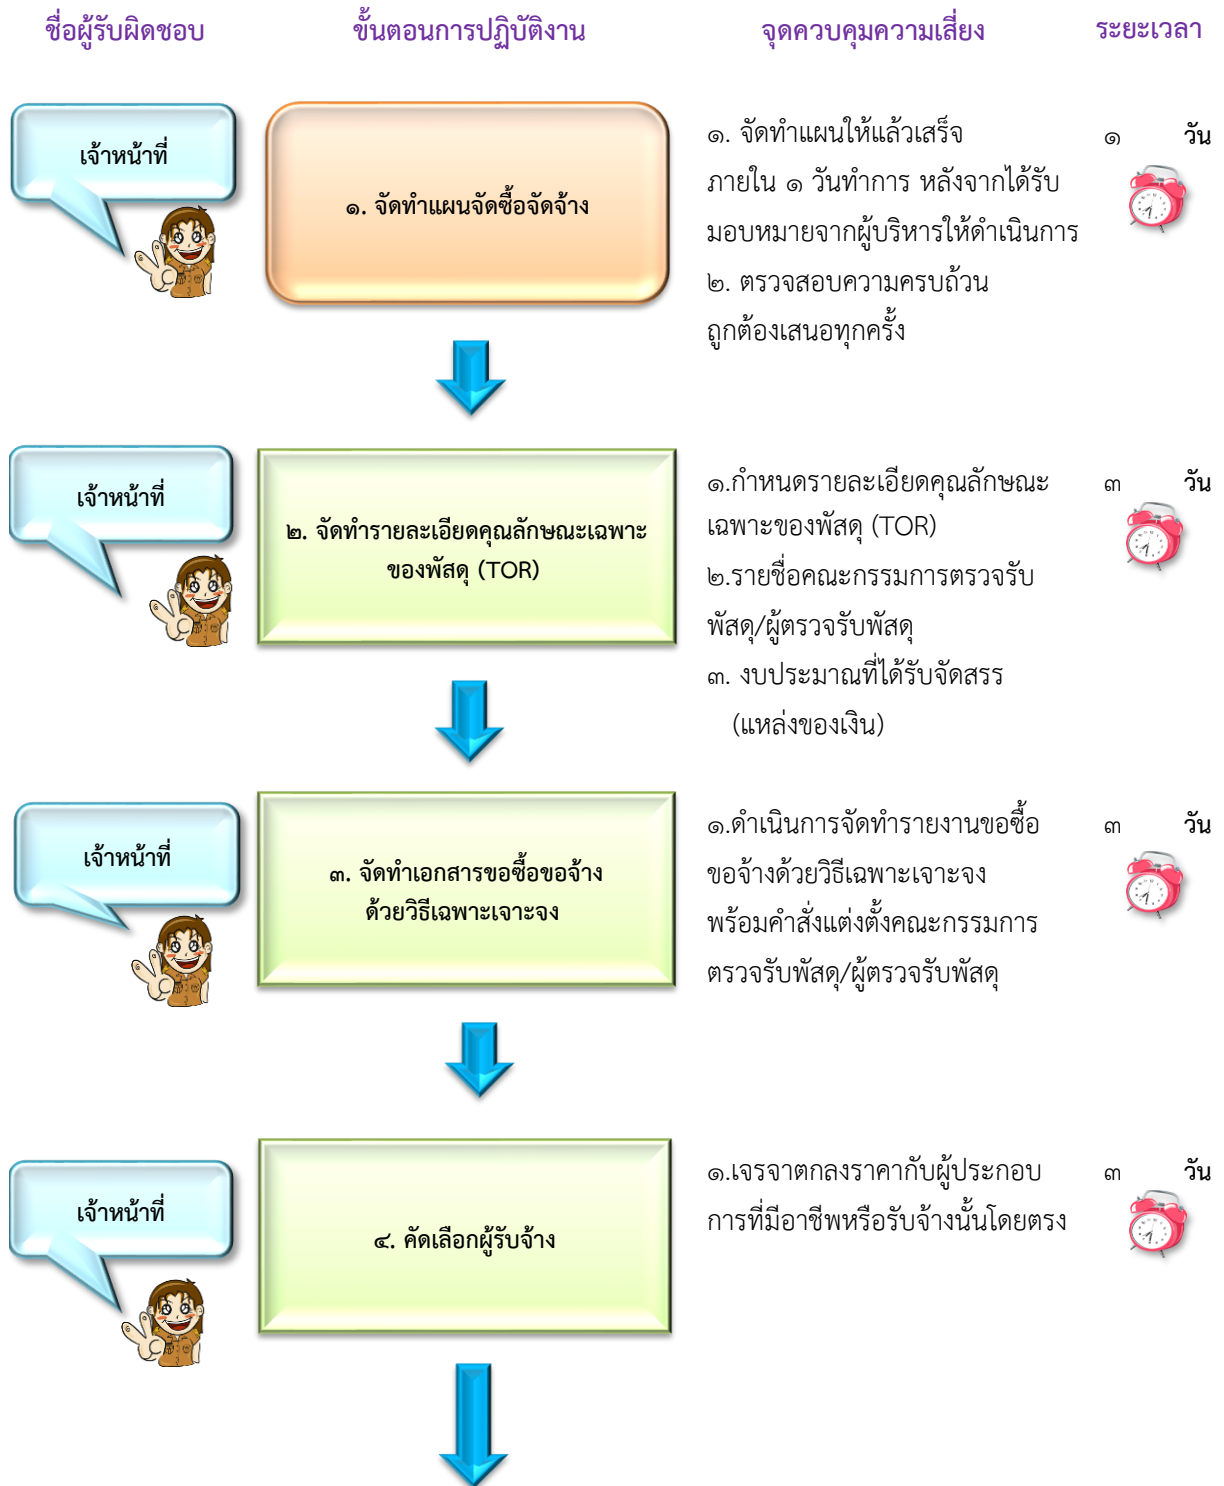 ชื่อผู้รับผิดชอบ ขั้นตอนการปฏิบัติงาน จุดควบคุมความเสี่ยง ระยะเวลา
เจ้าหน้าที่
๑. จัดทำแผนจัดซื้อจัดจ้าง
๑. จัดทำแผนให้แล้วเสร็จ
ภายใน ๑ วันทำการ หลังจากได้รับ
มอบหมายจากผู้บริหารให้ดำเนินการ
๒. ตรวจสอบความครบถ้วน
ถูกต้องเสนอทุกครั้ง
๑ วัน
เจ้าหน้าที่
๒. จัดทำรายละเอียดคุณลักษณะเฉพาะ
ของพัสดุ (TOR)
๑.กำหนดรายละเอียดคุณลักษณะ
เฉพาะของพัสดุ (TOR)
๒.รายชื่อคณะกรรมการตรวจรับ
พัสดุ/ผู้ตรวจรับพัสดุ
๓. งบประมาณที่ได้รับจัดสรร
(แหล่งของเงิน)
๓ วัน
เจ้าหน้าที่
๓. จัดทำเอกสารขอซื้อขอจ้าง
ด้วยวิธีเฉพาะเจาะจง
๑.ดำเนินการจัดทำรายงานขอซื้อ
ขอจ้างด้วยวิธีเฉพาะเจาะจง
พร้อมคำสั่งแต่งตั้งคณะกรรมการ
ตรวจรับพัสดุ/ผู้ตรวจรับพัสดุ
๓ วัน
เจ้าหน้าที่
๔. คัดเลือกผู้รับจ้าง
๑.เจรจาตกลงราคากับผู้ประกอบ
การที่มีอาชีพหรือรับจ้างนั้นโดยตรง
๓ วัน